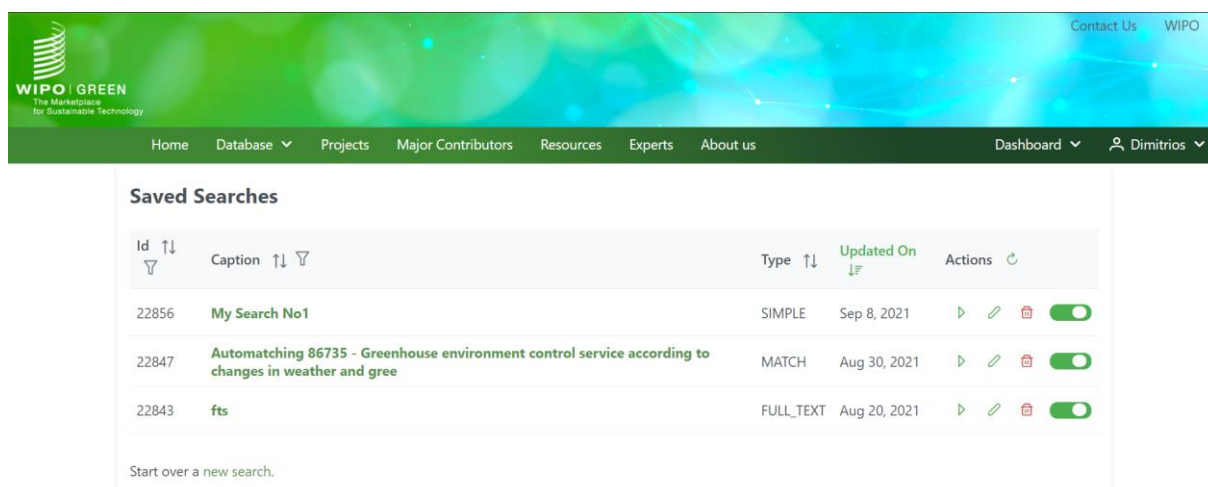 Contact Us WIPO
WIPO | GREEN
The Marketplace
for Sustainable Technology
Home Database Projects Major Contributors Resources Experts About us Dashboard Dimitrios
Saved Searches
Id Caption Type Updated On Actions
22856 My Search No1 SIMPLE Sep 8, 2021
22847 Automatching 86735 - Greenhouse environment control service according to
changes in weather and gree MATCH Aug 30, 2021
22843 fts FULL_TEXT Aug 20, 2021
Start over a new search.